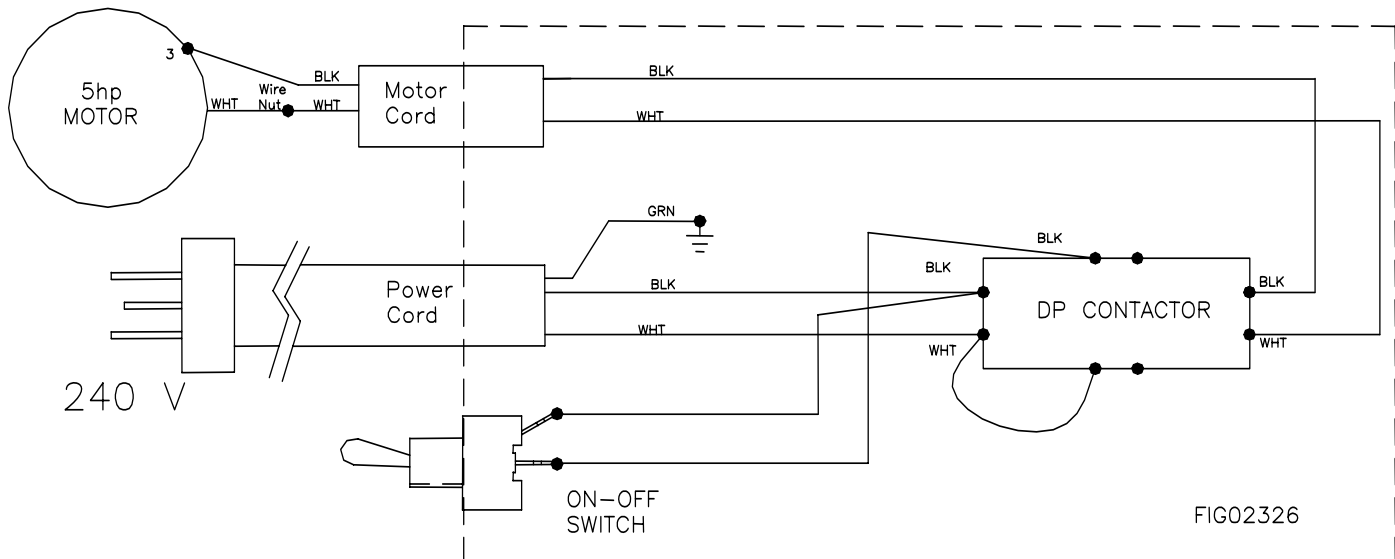 3
5hp
MOTOR
WHT
Wire
Nut
BLK
WHT
Motor
Cord
BLK
WHT
GRN
Power
Cord
BLK
WHT
240 V
BLK
BLK
WHT
DP CONTACTOR
BLK
WHT
ON-OFF
SWITCH
FIG02326